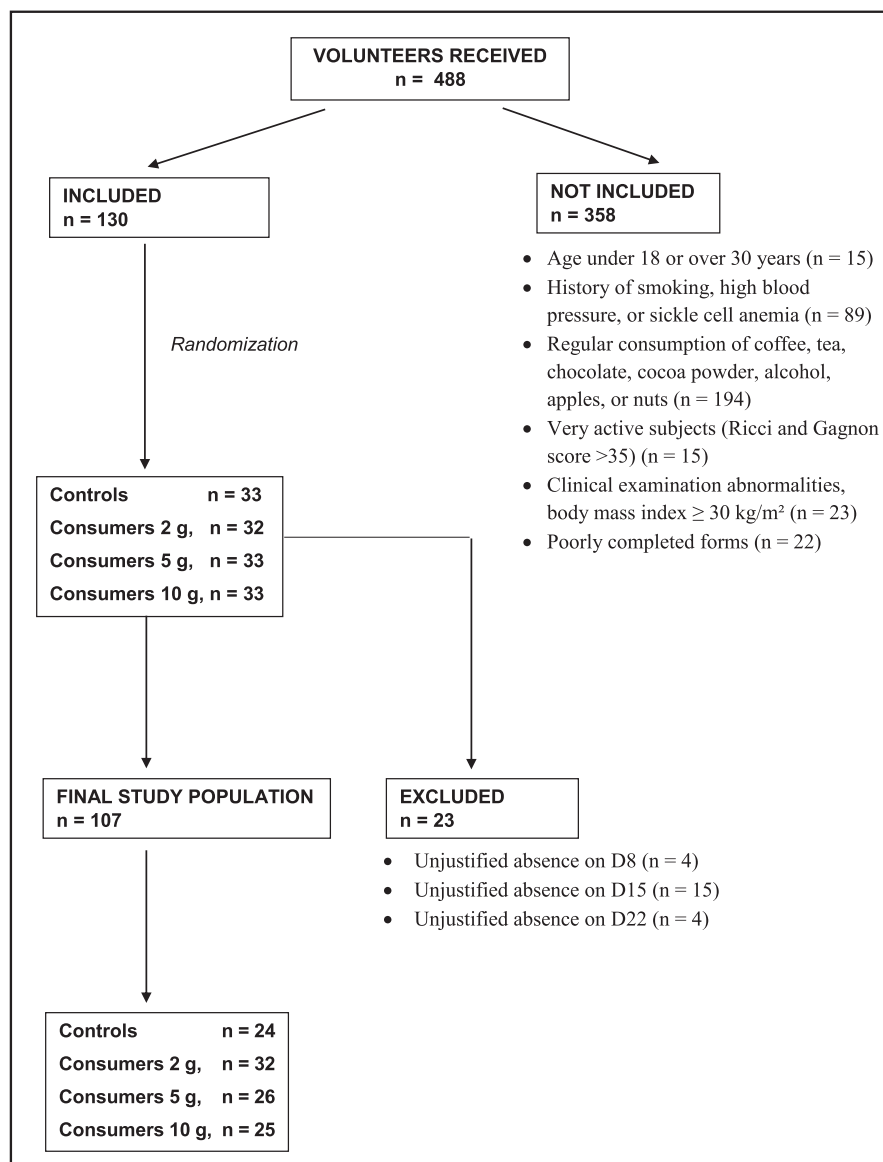 VOLUNTEERS RECEIVED
n = 488
INCLUDED
n = 130
NOT INCLUDED
n = 358
• Age under 18 or over 30 years (n = 15)
• History of smoking, high blood
pressure, or sickle cell anemia (n = 89)
• Regular consumption of coffee, tea,
chocolate, cocoa powder, alcohol,
apples, or nuts (n = 194)
• Very active subjects (Ricci and Gagnon
score >35) (n = 15)
• Clinical examination abnormalities,
body mass index ≥ 30 kg/m² (n = 23)
• Poorly completed forms (n = 22)
Randomization
Controls n = 33
Consumers 2 g, n = 32
Consumers 5 g, n = 33
Consumers 10 g, n = 33
FINAL STUDY POPULATION
n = 107
EXCLUDED
n = 23
• Unjustified absence on D8 (n = 4)
• Unjustified absence on D15 (n = 15)
• Unjustified absence on D22 (n = 4)
Controls n = 24
Consumers 2 g, n = 32
Consumers 5 g, n = 26
Consumers 10 g, n = 25